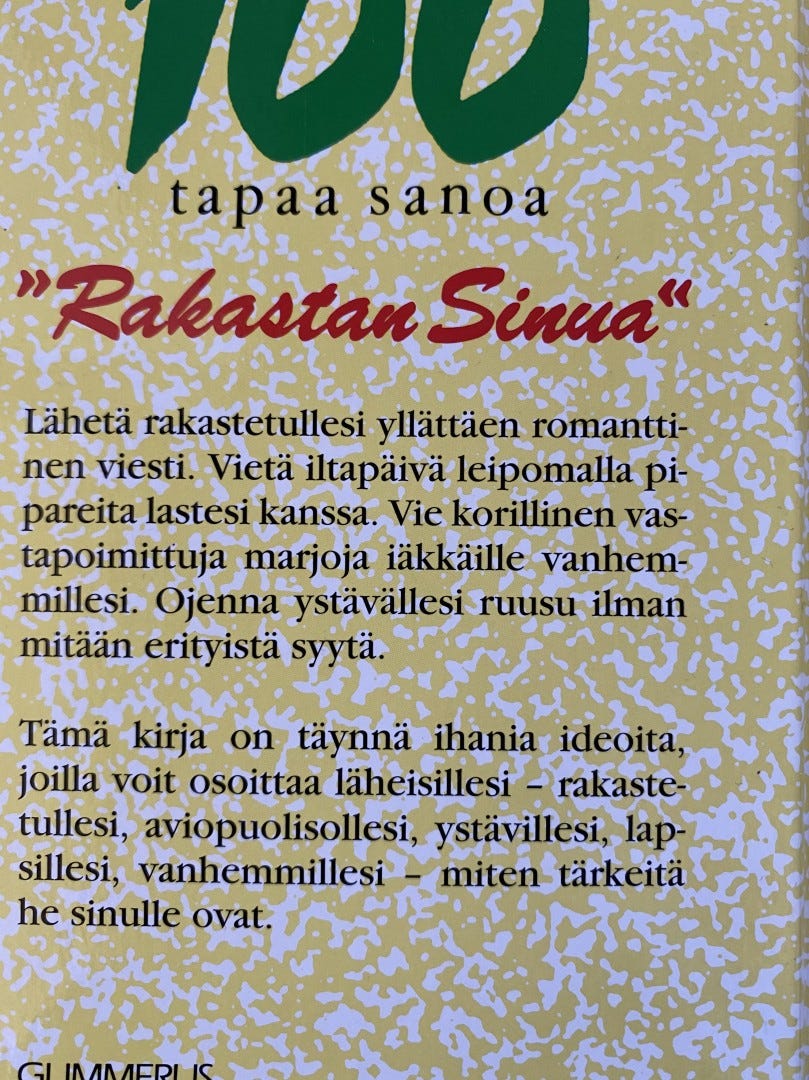 100
tapaa sanoa
”Rakastan Sinua“
Lähetä rakastetullesi yllättäen romantti-
nen viesti. Vietä iltapäivä leipomalla pi-
pareita lastesi kanssa. Vie korillinen vas-
tapoimittuja marjoja iäkkäille vanhem-
millesi. Ojenna ystävällesi ruusu ilman
mitään erityistä syytä.
Tämä kirja on täynnä ihania ideoita,
joilla voit osoittaa läheisillesi – rakaste-
tullesi, aviopuolisollesi, ystävillesi, lap-
sillesi, vanhemmillesi – miten tärkeitä
he sinulle ovat.
GUMMERUS